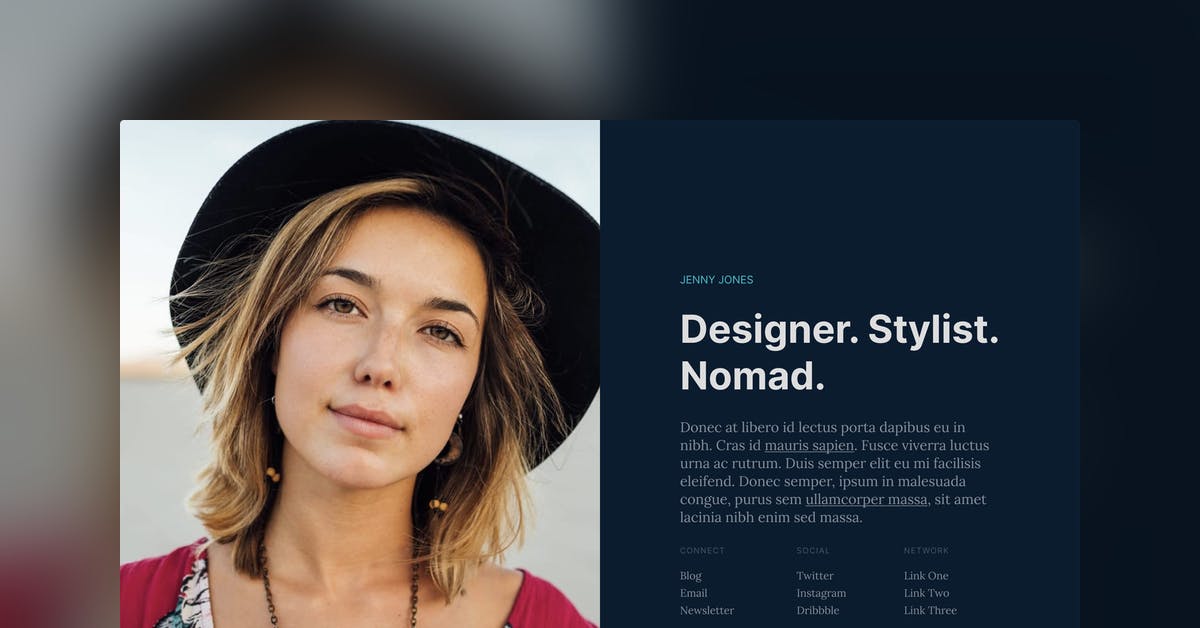 JENNY JONES
Designer. Stylist.
Nomad.
Donec at libero id lectus porta dapibus eu in
nibh. Cras id mauris sapien. Fusce viverra luctus
urna ac rutrum. Duis semper elit eu mi facilisis
eleifend. Donec semper, ipsum in malesuada
congue, purus sem ullamcorper massa, sit amet
lacinia nibh enim sed massa.
CONNECT SOCIAL NETWORK
Blog Twitter Link One
Email Instagram Link Two
Newsletter Dribbble Link Three